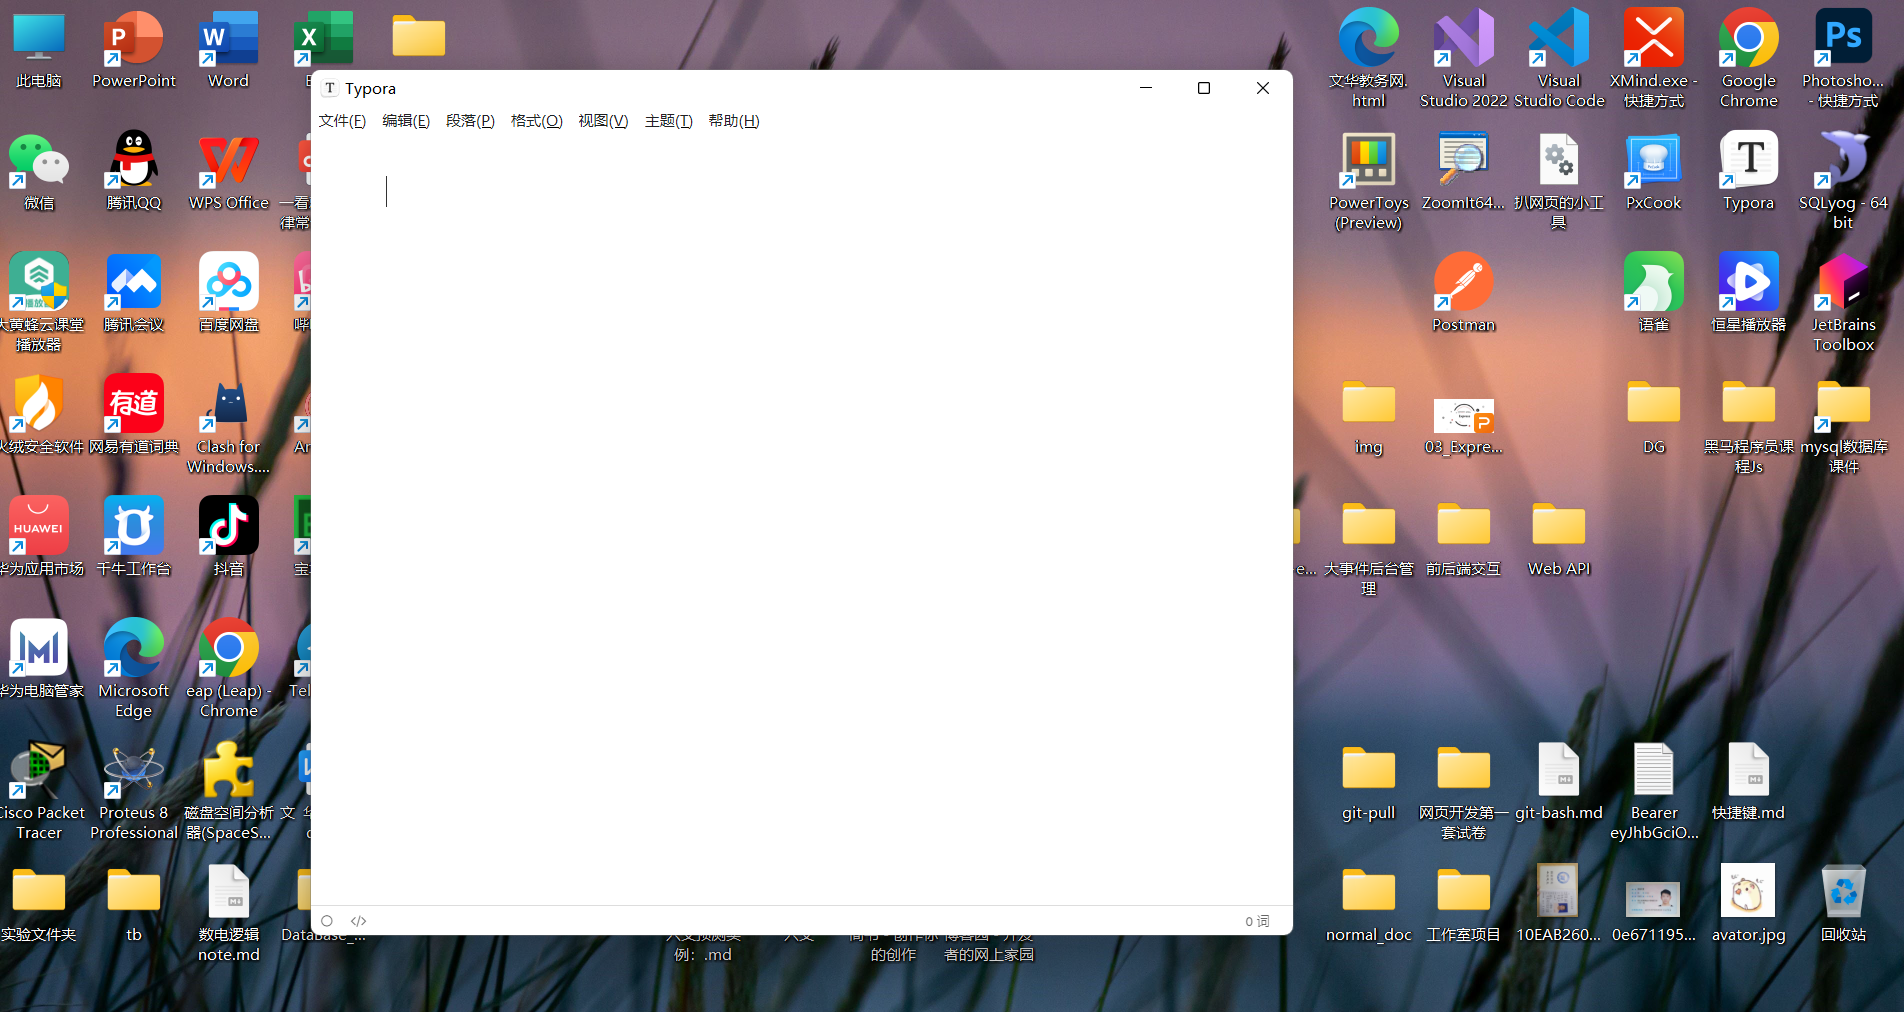 此电脑
PowerPoint
Word
文华教务网.
html
Visual
Studio 2022
Visual
Studio Code
XMind.exe -
快捷方式
Google
Chrome
Photosho...
- 快捷方式
Typora
文件(F) 编辑(E) 段落(P) 格式(O) 视图(V) 主题(T) 帮助(H)
微信
腾讯QQ
WPS Office
一看
律常
PowerToys
(Preview)
ZoomIt64...
扒网页的小工
具
PxCook
Typora
SQLyog - 64
bit
大黄蜂云课堂
播放器
腾讯会议
百度网盘
Postman
语雀
恒星播放器
JetBrains
Toolbox
火绒安全软件
网易有道词典
Clash for
Windows....
img
03_Expre...
DG
黑马程序员课
程Js
mysql数据库
课件
华为应用市场
千牛工作台
抖音
e...
大事件后台管
理
前后端交互
Web API
华为电脑管家
Microsoft
Edge
eap (Leap) -
Chrome
Tel
Cisco Packet
Tracer
Proteus 8
Professional
磁盘空间分析
器(SpaceS...
git-pull
网页开发第一
套试卷
git-bash.md
Bearer
eyJhbGciO...
快捷键.md
实验文件夹
tb
数电逻辑
note.md
Database_...
例：.md
的创作
者的网上家园
0 词
normal_doc
工作室项目
10EAB260...
0e671195...
avator.jpg
回收站